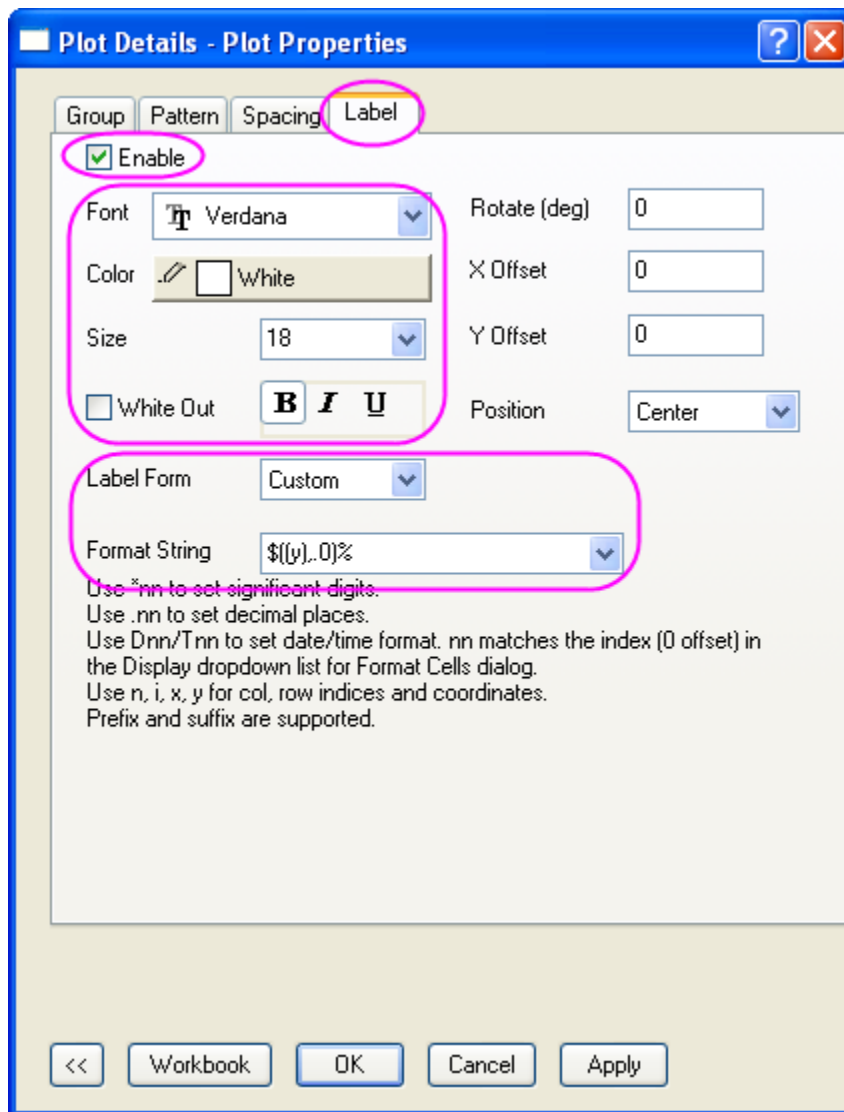 Plot Details - Plot Properties
Group Pattern Spacing Label
Enable
Font Verdana Rotate (deg) 0
Color White X Offset 0
Size 18 Y Offset 0
White Out B I U Position Center
Label Form Custom
Format String $((y),.0)%
Use *nn to set significant digits.
Use .nn to set decimal places.
Use Dnn/Tnn to set date/time format. nn matches the index (0 offset) in
the Display dropdown list for Format Cells dialog.
Use n, i, x, y for col, row indices and coordinates.
Prefix and suffix are supported.
<< Workbook OK Cancel Apply